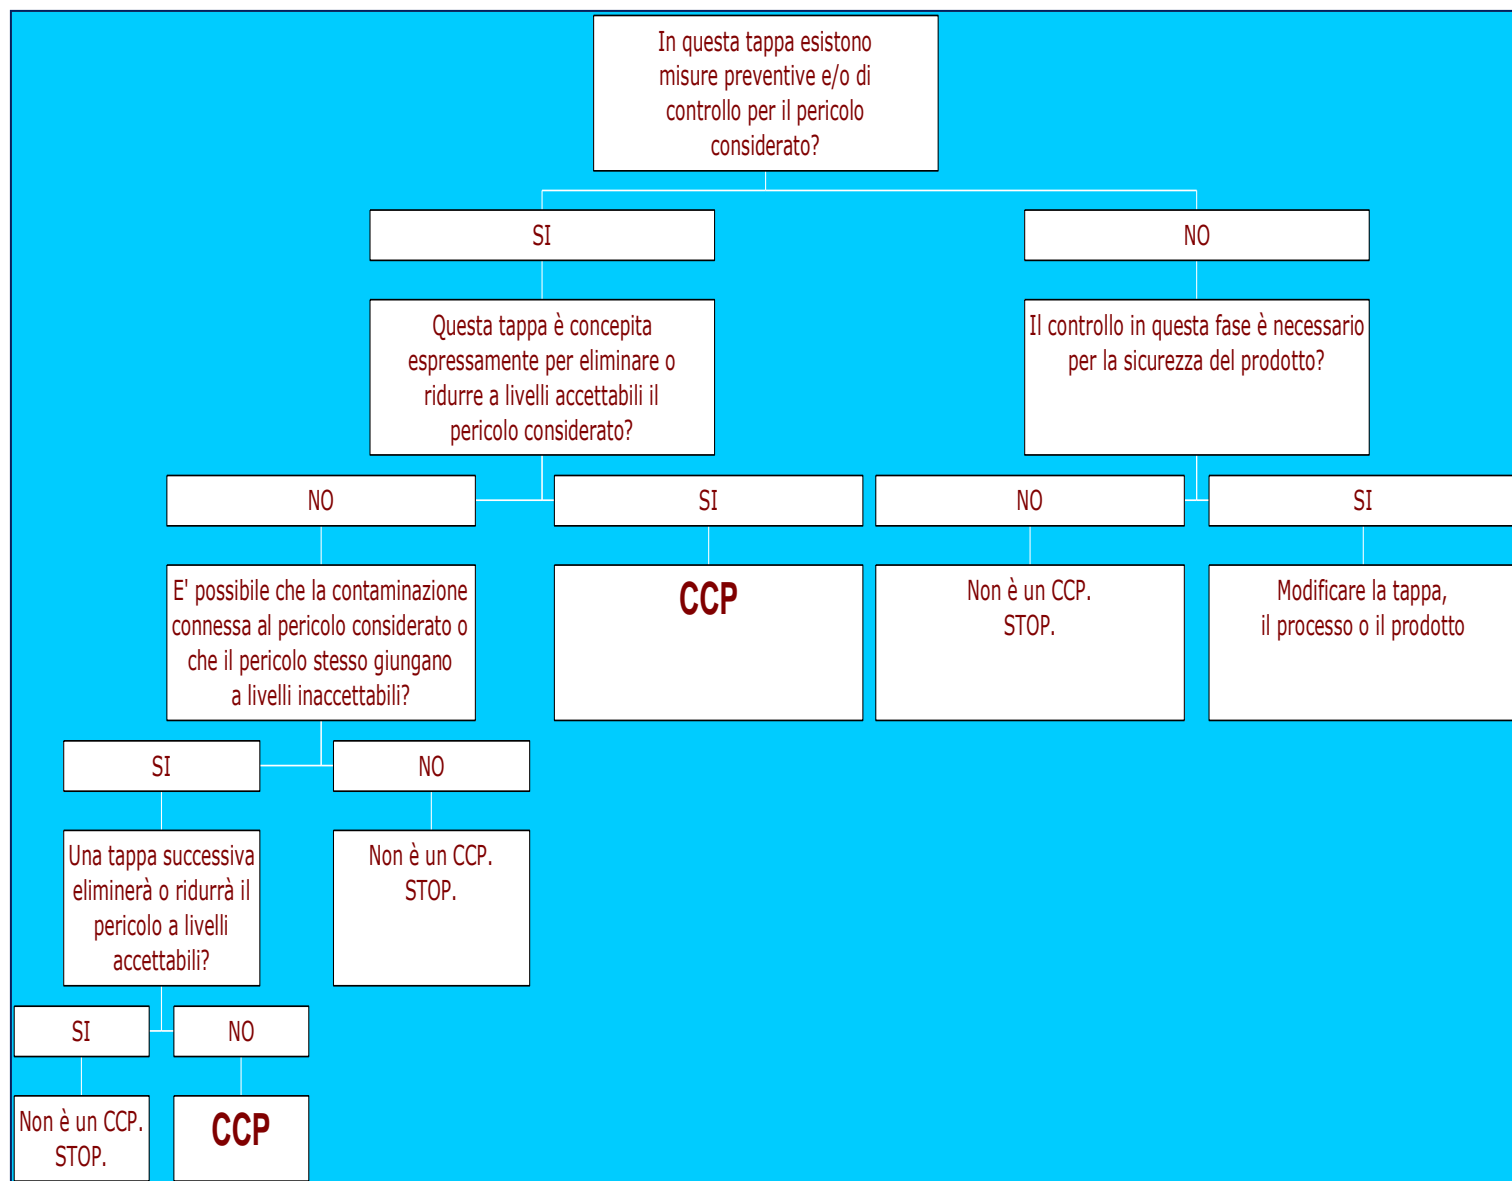 In questa tappa esistono
misure preventive e/o di
controllo per il pericolo
considerato?
SI
NO
Questa tappa è concepita
espressamente per eliminare o
ridurre a livelli accettabili il
pericolo considerato?
Il controllo in questa fase è necessario
per la sicurezza del prodotto?
NO
SI
NO
SI
E' possibile che la contaminazione
connessa al pericolo considerato o
che il pericolo stesso giungano
a livelli inaccettabili?
CCP
Non è un CCP.
STOP.
Modificare la tappa,
il processo o il prodotto
SI
NO
Una tappa successiva
eliminerà o ridurrà il
pericolo a livelli
accettabili?
Non è un CCP.
STOP.
SI
NO
Non è un CCP.
STOP.
CCP